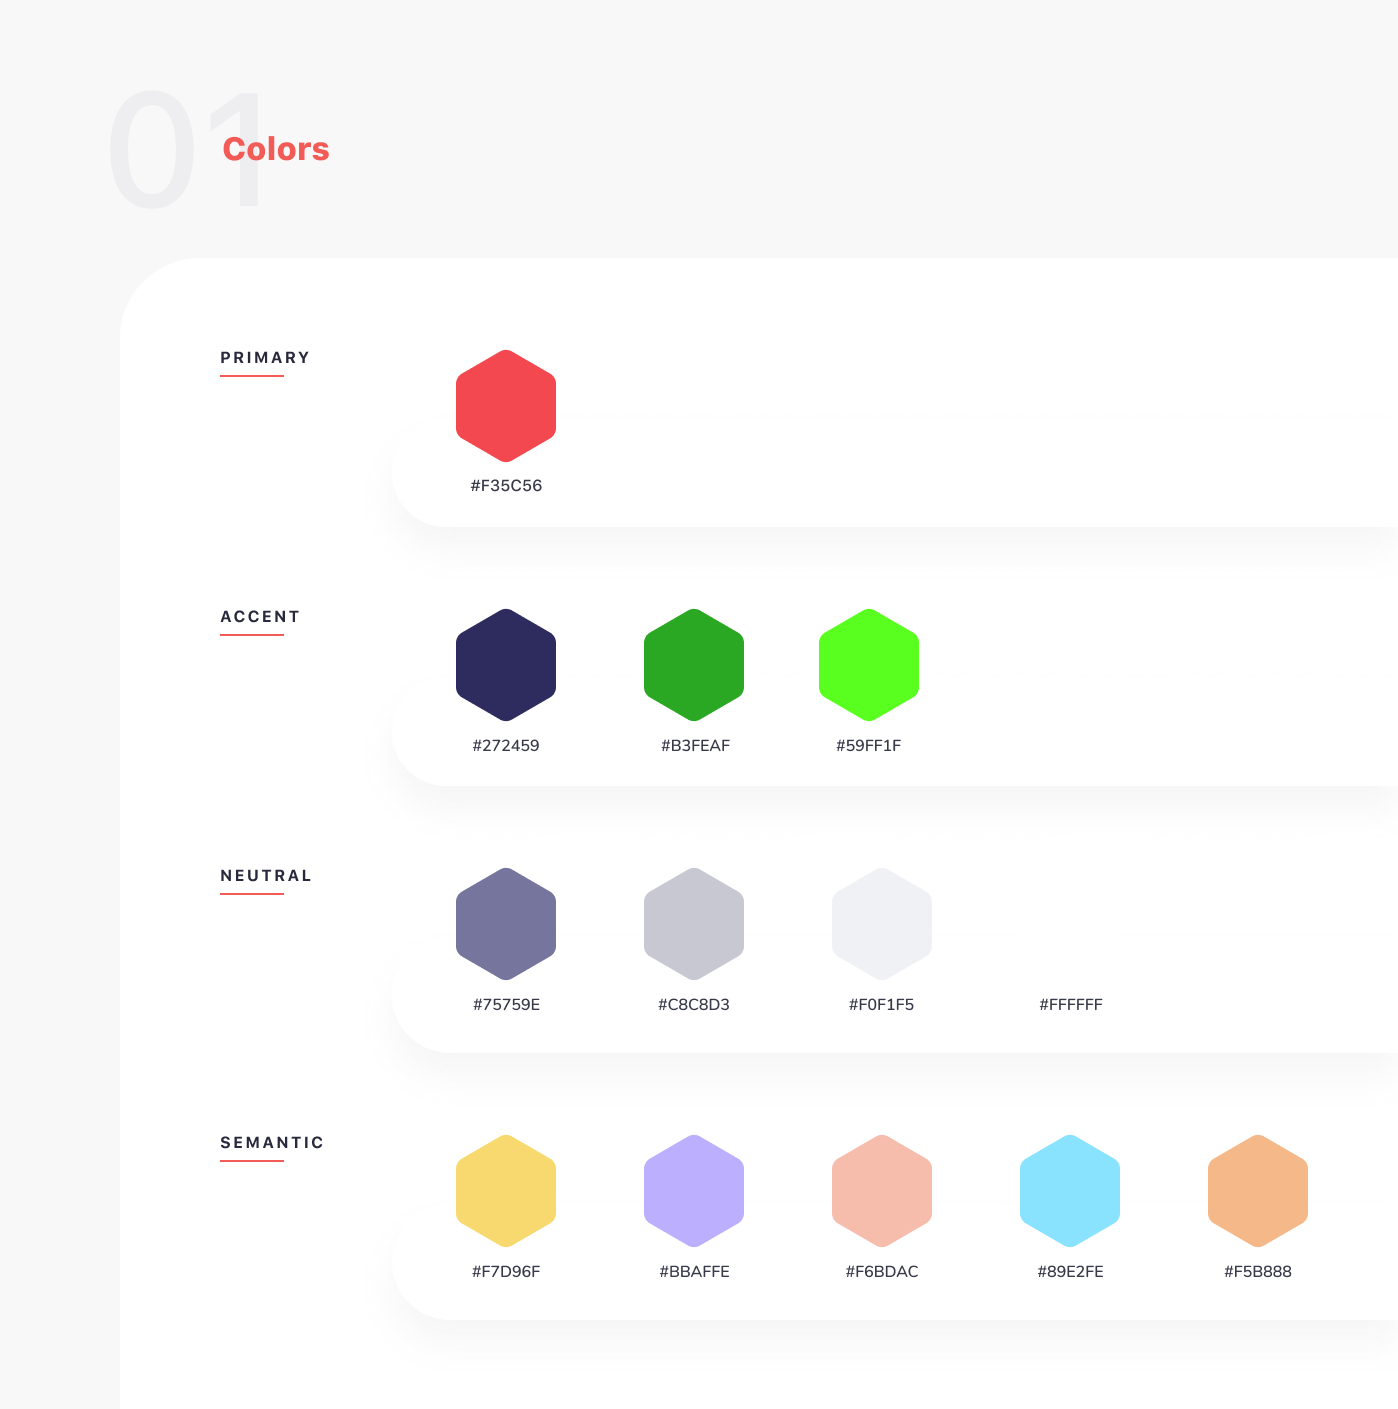 01
Colors
PRIMARY
#F35C56
ACCENT
#272459 #B3FEAF #59FF1F
NEUTRAL
#75759E #C8C8D3 #F0F1F5 #FFFFFF
SEMANTIC
#F7D96F #BBAFFE #F6BDAC #89E2FE #F5B888